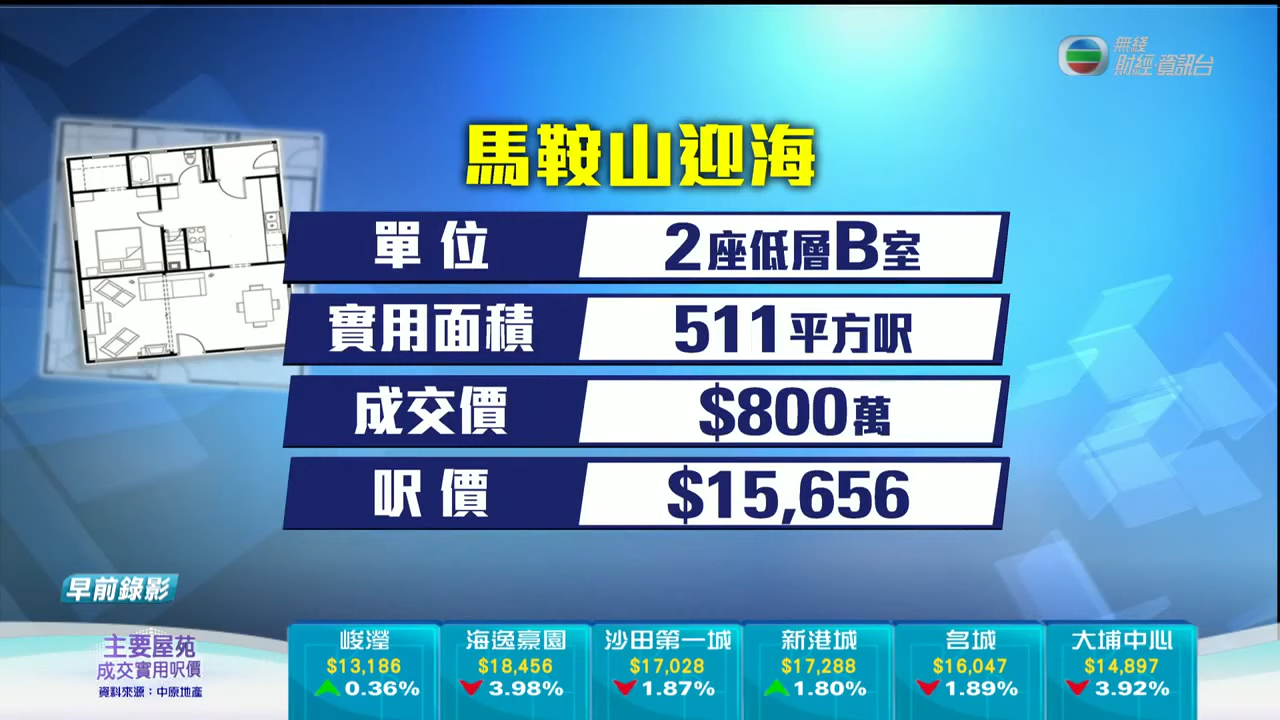 無綫
財經·資訊台
馬鞍山迎海
單位 2座低層B室
實用面積 511平方呎
成交價 $800萬
呎價 $15,656
早前錄影
主要屋苑
成交實用呎價
資料來源：中原地產
峻瀅
$13,186
0.36%
海逸豪園
$18,456
3.98%
沙田第一城
$17,028
1.87%
新港城
$17,288
1.80%
名城
$16,047
1.89%
大埔中心
$14,897
3.92%